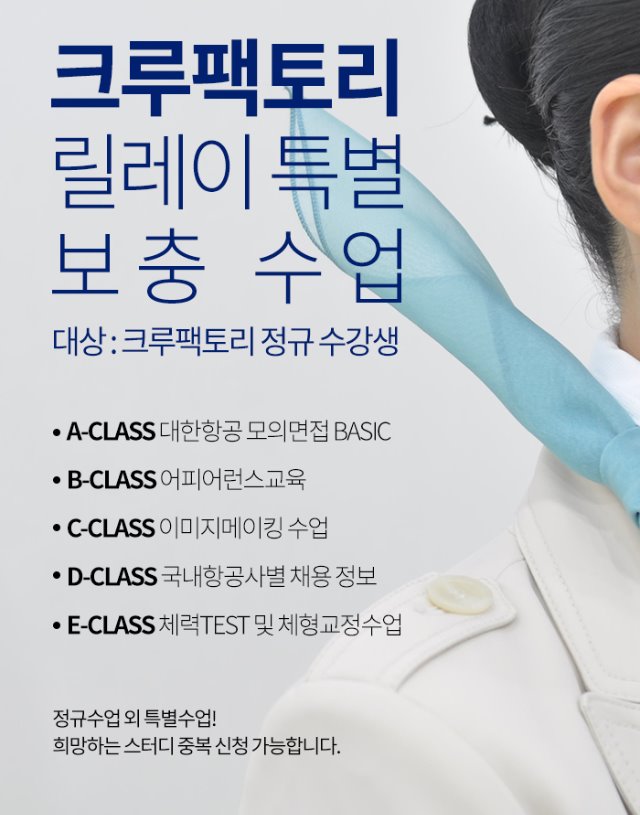 크루팩토리
릴레이 특별
보충 수업
대상 : 크루팩토리 정규 수강생
• A-CLASS 대한항공 모의면접 BASIC
• B-CLASS 어피어런스교육
• C-CLASS 이미지메이킹 수업
• D-CLASS 국내항공사별 채용 정보
• E-CLASS 체력TEST 및 체형교정수업
정규수업 외 특별수업!
희망하는 스터디 중복 신청 가능합니다.